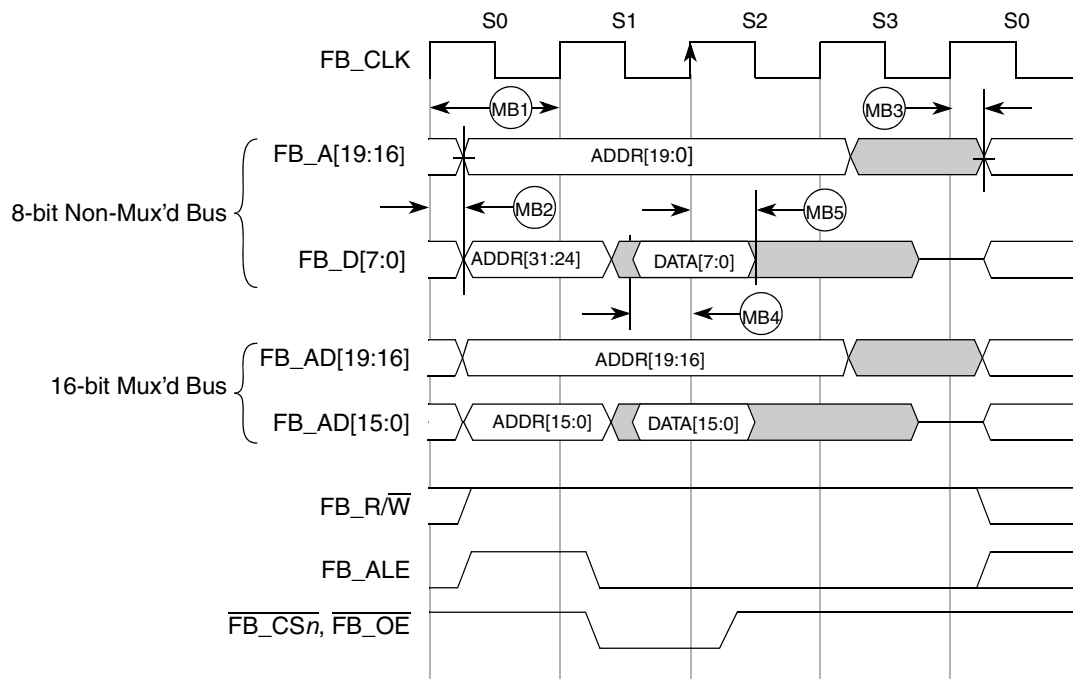 S0 S1 S2 S3 S0
FB_CLK
MB1 MB3
FB_A[19:16] ADDR[19:0]
8-bit Non-Mux'd Bus
MB2 MB5
FB_D[7:0] ADDR[31:24] DATA[7:0]
MB4
FB_AD[19:16] ADDR[19:16]
16-bit Mux'd Bus
FB_AD[15:0] ADDR[15:0] DATA[15:0]
FB_R/W̅
FB_ALE
F̅B̅_̅C̅S̅n̅, F̅B̅_̅O̅E̅